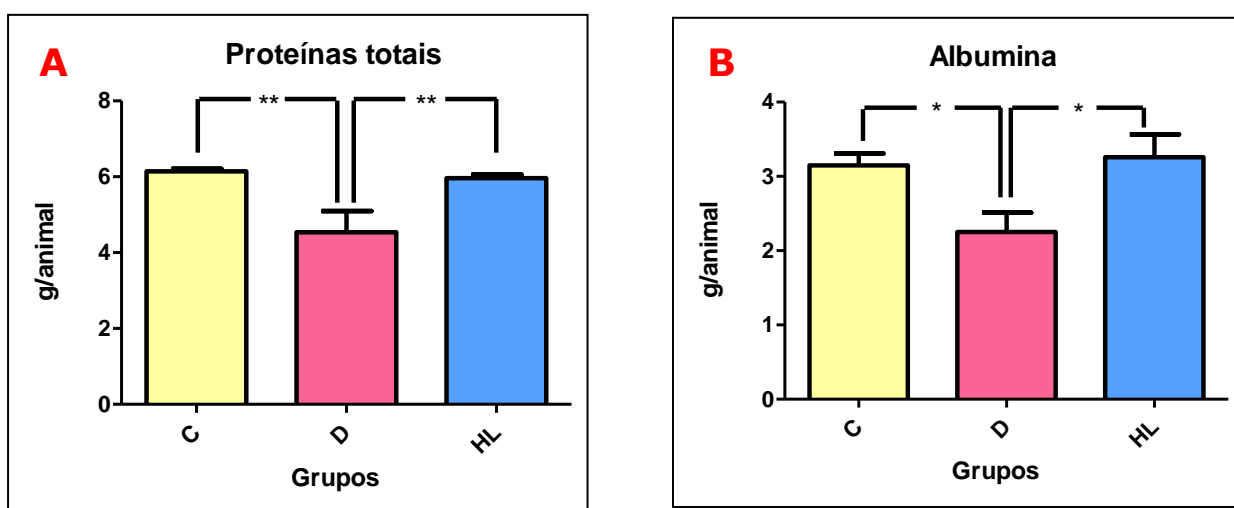 A
Proteínas totais
g/animal
8
6
4
2
0
**
**
C
D
HL
Grupos
B
Albumina
g/animal
4
3
2
1
0
*
*
C
D
HL
Grupos